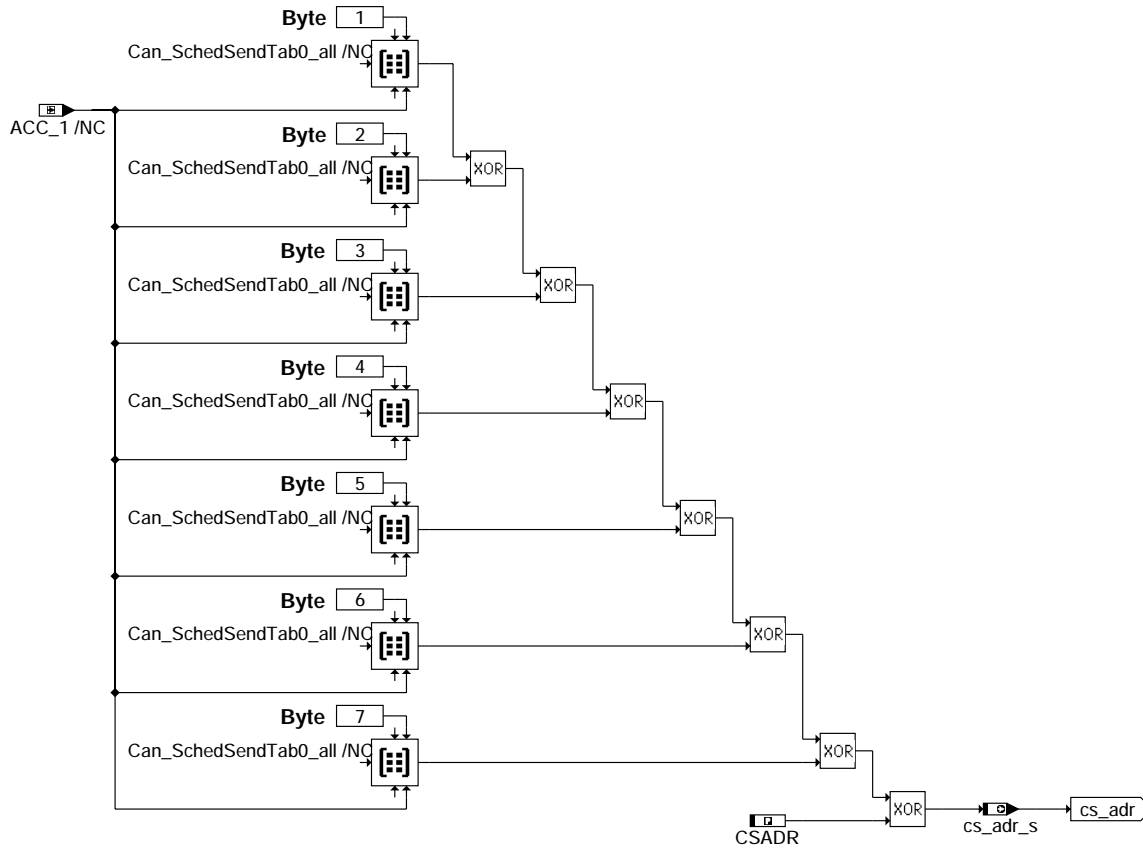 Byte 1
Can_SchedSendTab0_all /NC
ACC_1 /NC
Byte 2
Can_SchedSendTab0_all /NC
XOR
Byte 3
Can_SchedSendTab0_all /NC
XOR
Byte 4
Can_SchedSendTab0_all /NC
XOR
Byte 5
Can_SchedSendTab0_all /NC
XOR
Byte 6
Can_SchedSendTab0_all /NC
XOR
Byte 7
Can_SchedSendTab0_all /NC
XOR
XOR
cs_adr
CSADR
cs_adr_s